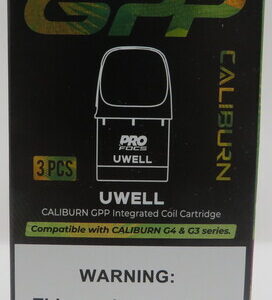 GPP
CALIBURN
PRO
FOCS
UWELL
3 PCS
UWELL
CALIBURN GPP Integrated Coil Cartridge
Compatible with CALIBURN G4 & G3 series.
WARNING: